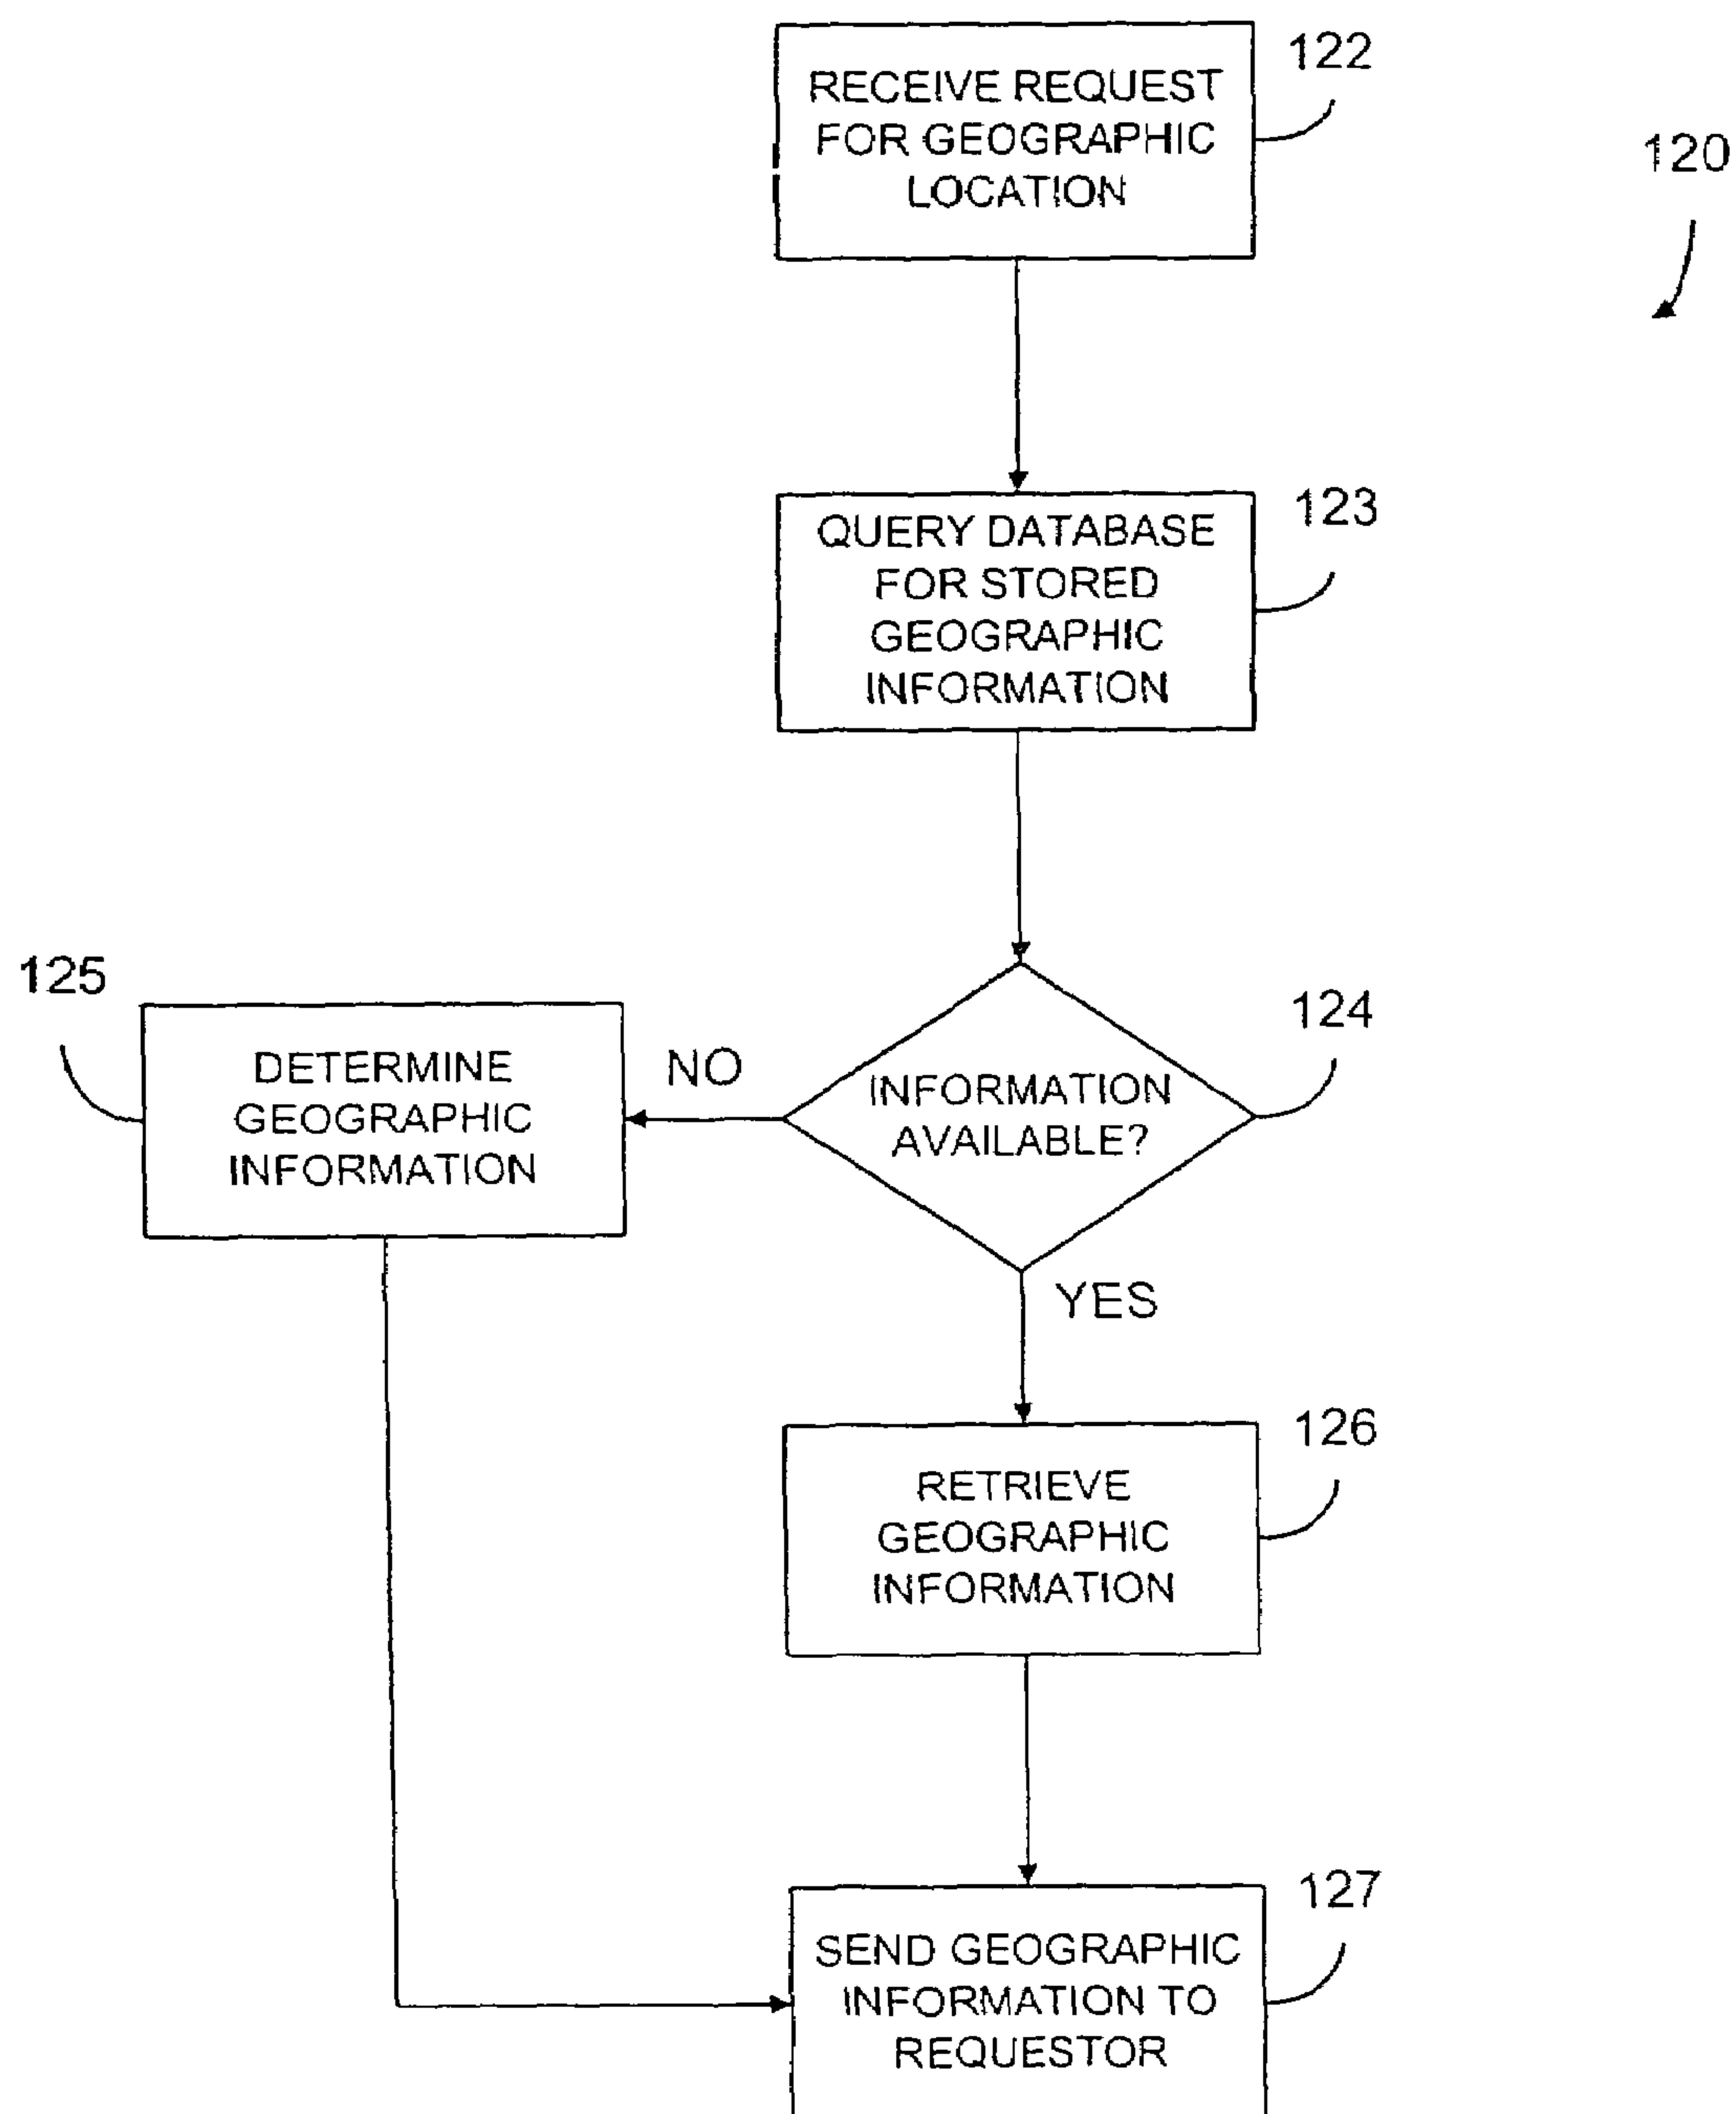 122
RECEIVE REQUEST
FOR GEOGRAPHIC
LOCATION
120
123
QUERY DATABASE
FOR STORED
GEOGRAPHIC
INFORMATION
125
124
DETERMINE
GEOGRAPHIC
INFORMATION
NO
INFORMATION
AVAILABLE?
YES
126
RETRIEVE
GEOGRAPHIC
INFORMATION
127
SEND GEOGRAPHIC
INFORMATION TO
REQUESTOR